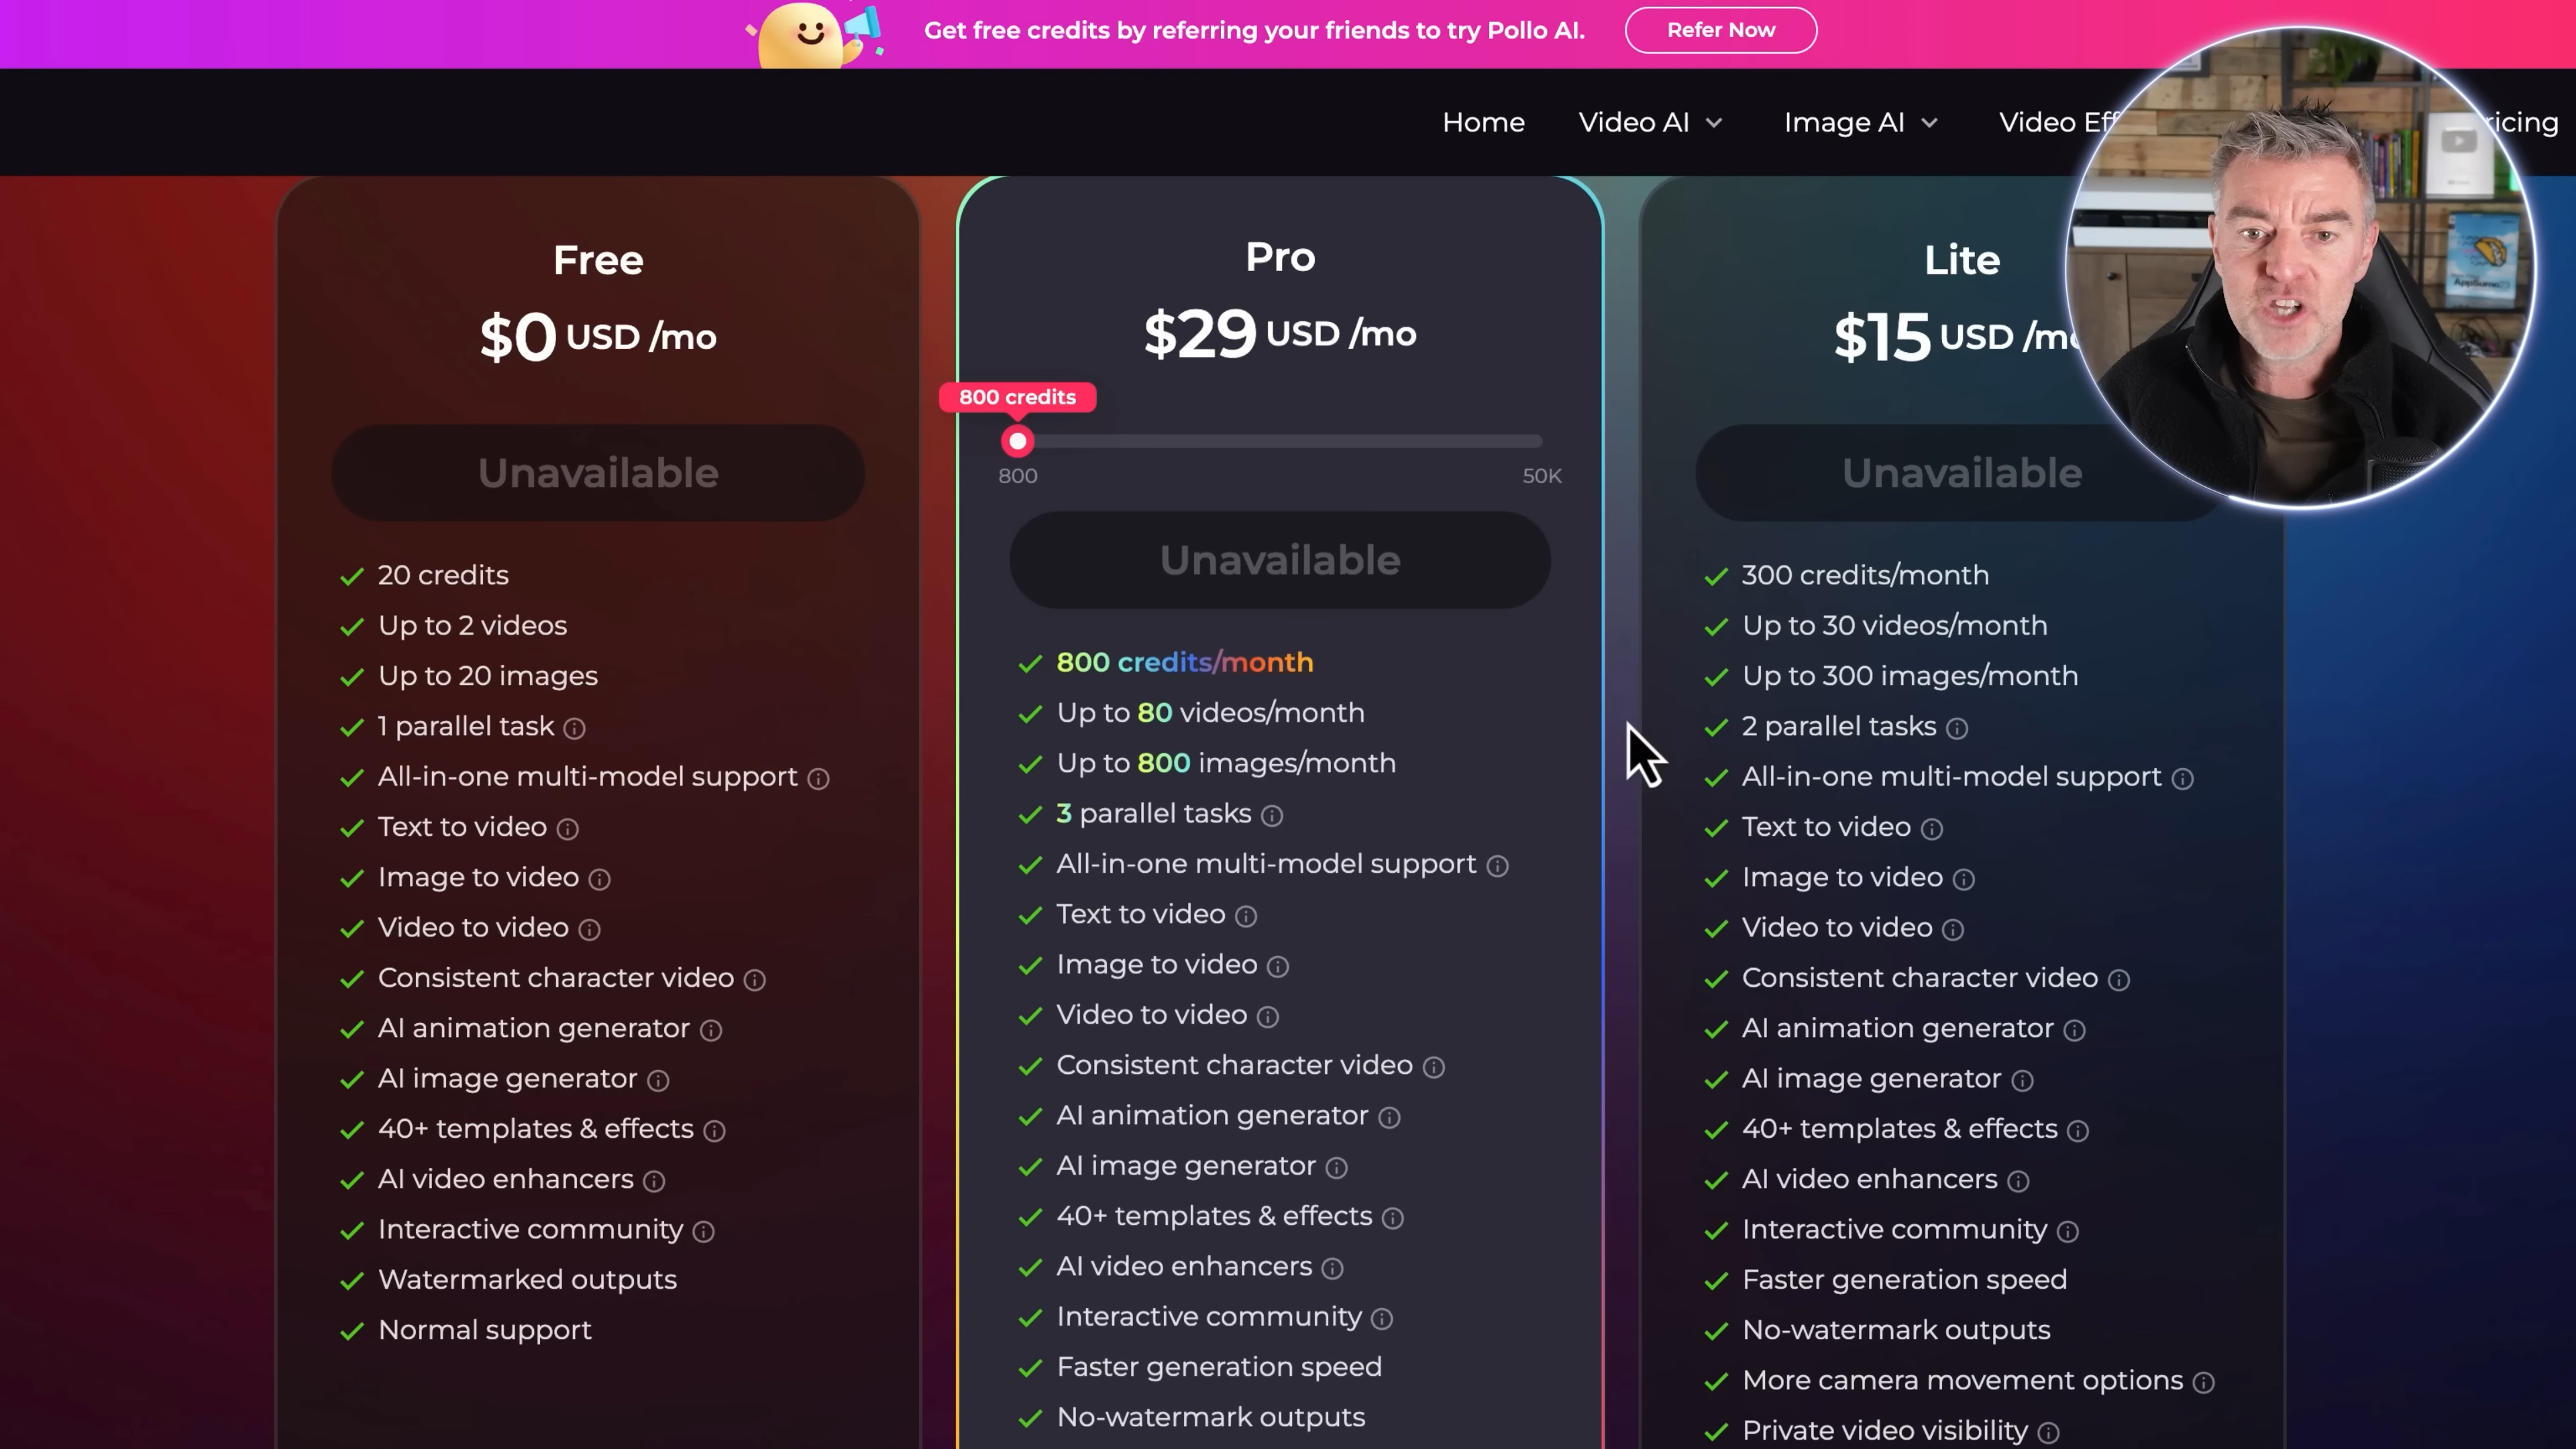 Get free credits by referring your friends to try Pollo AI.
Refer Now
Home
Video AI
Image AI
Video
Free
$0 USD /mo
Unavailable
20 credits
Up to 2 videos
Up to 20 images
1 parallel task
All-in-one multi-model support
Text to video
Image to video
Video to video
Consistent character video
AI animation generator
AI image generator
40+ templates & effects
AI video enhancers
Interactive community
Watermarked outputs
Normal support
Pro
$29 USD /mo
800 credits
800
50K
Unavailable
800 credits/month
Up to 80 videos/month
Up to 800 images/month
3 parallel tasks
All-in-one multi-model support
Text to video
Image to video
Video to video
Consistent character video
AI animation generator
AI image generator
40+ templates & effects
AI video enhancers
Interactive community
Faster generation speed
No-watermark outputs
Lite
$15 USD
Unavailable
300 credits/month
Up to 30 videos/month
Up to 300 images/month
2 parallel tasks
All-in-one multi-model support
Text to video
Image to video
Video to video
Consistent character video
AI animation generator
AI image generator
40+ templates & effects
AI video enhancers
Interactive community
Faster generation speed
No-watermark outputs
More camera movement options
Private video visibility